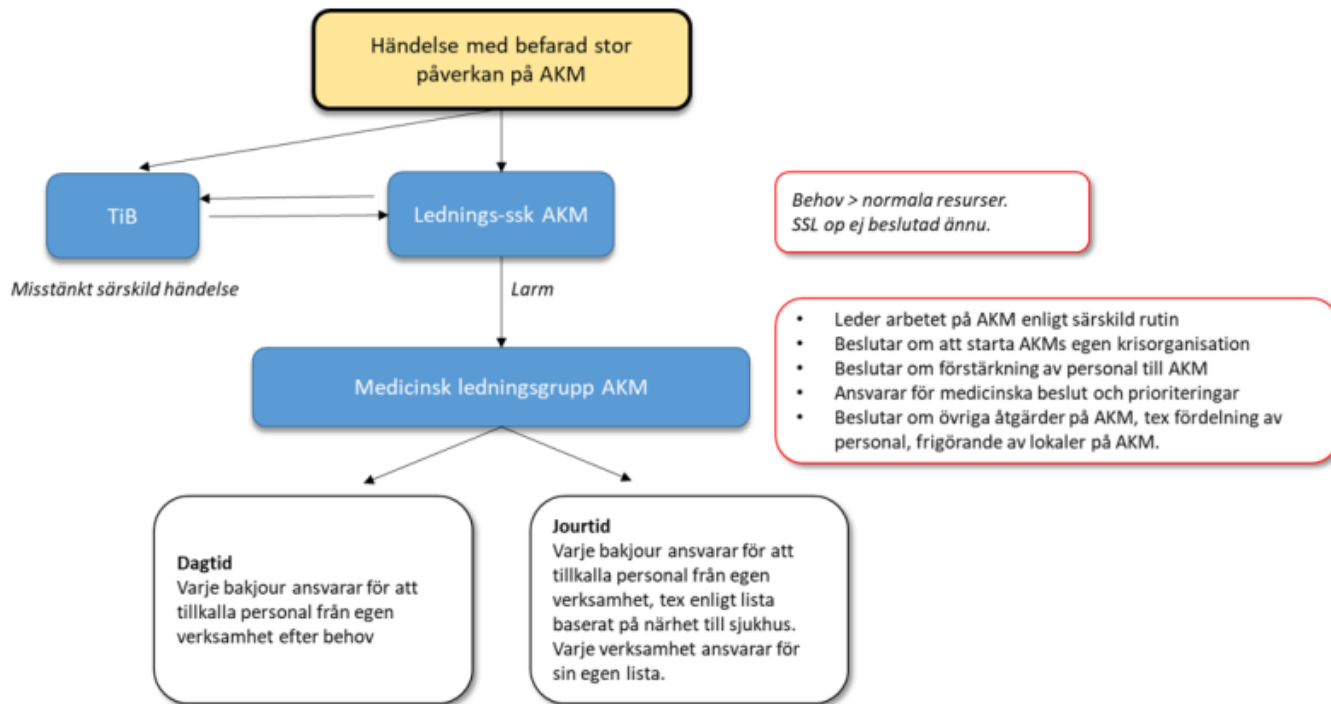 Händelse med befarad stor
påverkan på AKM
TiB
Lednings-ssk AKM
Behov > normala resurser.
SSL op ej beslutad ännu.
Misstänkt särskild händelse
Larm
• Leder arbetet på AKM enligt särskild rutin
• Beslutar om att starta AKMs egen krisorganisation
• Beslutar om förstärkning av personal till AKM
• Ansvarar för medicinska beslut och prioriteringar
• Beslutar om övriga åtgärder på AKM, tex fördelning av
personal, frigörande av lokaler på AKM.
Medicinsk ledningsgrupp AKM
Dagtid
Varje bakjour ansvarar för att
tillkalla personal från egen
verksamhet efter behov
Jourtid
Varje bakjour ansvarar för att
tillkalla personal från egen
verksamhet, tex enligt lista
baserat på närhet till sjukhus.
Varje verksamhet ansvarar för
sin egen lista.